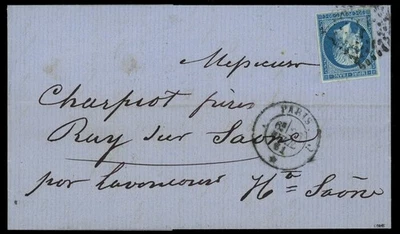 Messieurs
Charpiot frères
Ray sur Saône
par Lavoncourt Hte Saône
PARIS